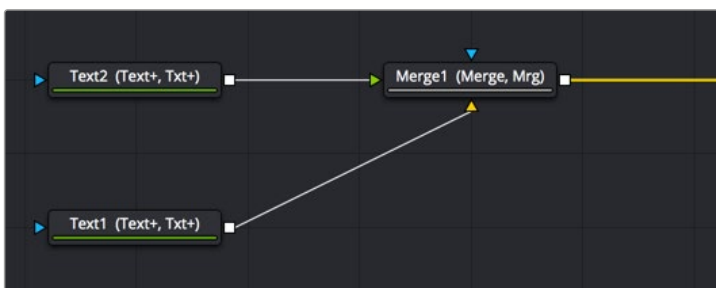 Text2 (Text+, Txt+)
Merge1 (Merge, Mrg)
Text1 (Text+, Txt+)